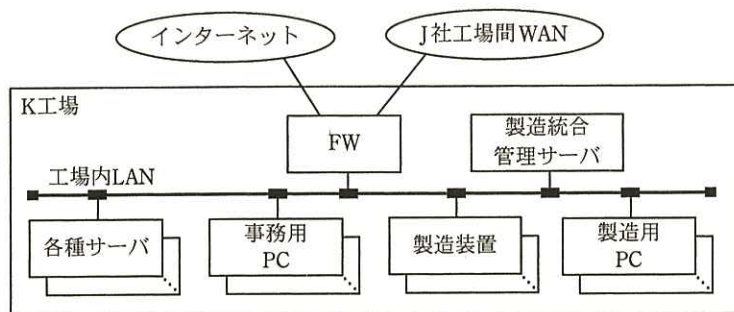 インターネット
J社工場間WAN
K工場
FW
製造統合
管理サーバ
工場内LAN
各種サーバ
事務用
PC
製造装置
製造用
PC